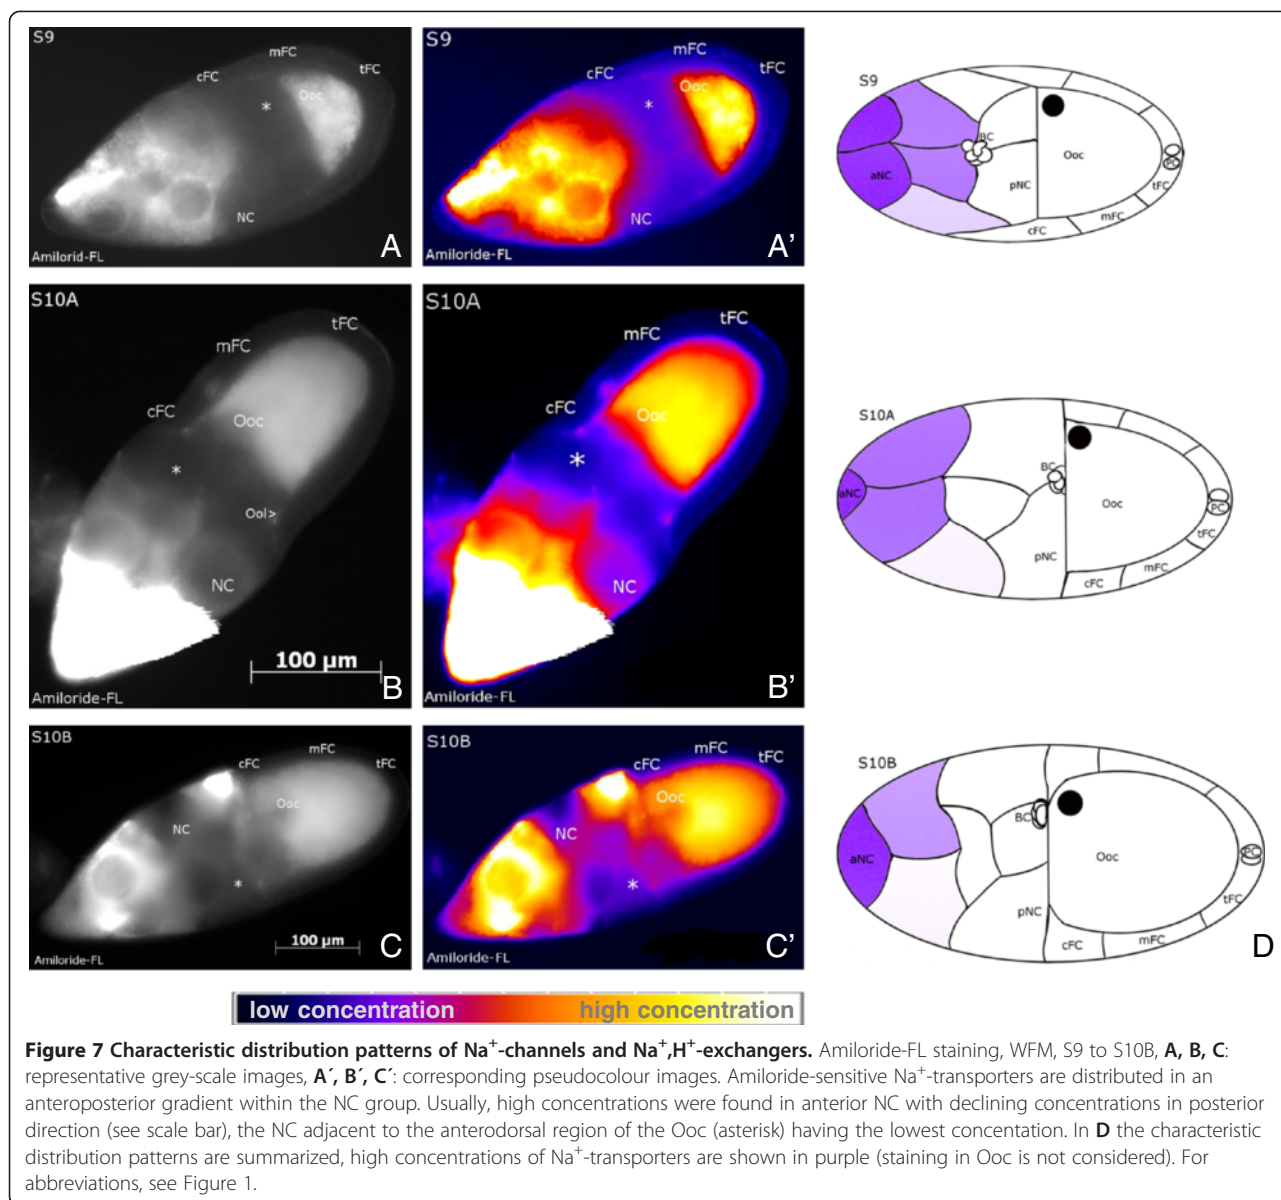 S9
mFC
tFC
cFC
*
Ooc
NC
Amilorid-FL
A
S9
mFC
tFC
cFC
*
Ooc
NC
Amiloride-FL
A’
S9
BC
Ooc
aNC
pNC
PC
tFC
mFC
cFC
S10A
tFC
mFC
cFC
Ooc
*
Ool>
NC
100 µm
Amiloride-FL
B
S10A
tFC
mFC
cFC
Ooc
*
NC
Amiloride-FL
B’
S10A
BC
aNC
Ooc
PC
pNC
tFC
mFC
cFC
S10B
mFC
cFC
tFC
Ooc
NC
*
100 µm
Amiloride-FL
C
S10B
mFC
cFC
tFC
Ooc
NC
*
Amiloride-FL
C’
S10B
BC
aNC
Ooc
PC
tFC
pNC
mFC
cFC
D
low concentration high concentration
Figure 7 Characteristic distribution patterns of Na⁺-channels and Na⁺,H⁺-exchangers. Amiloride-FL staining, WFM, S9 to S10B, A, B, C:
representative grey-scale images, A´, B´, C´: corresponding pseudocolour images. Amiloride-sensitive Na⁺-transporters are distributed in an
anteroposterior gradient within the NC group. Usually, high concentrations were found in anterior NC with declining concentrations in posterior
direction (see scale bar), the NC adjacent to the anterodorsal region of the Ooc (asterisk) having the lowest concentation. In D the characteristic
distribution patterns are summarized, high concentrations of Na⁺-transporters are shown in purple (staining in Ooc is not considered). For
abbreviations, see Figure 1.